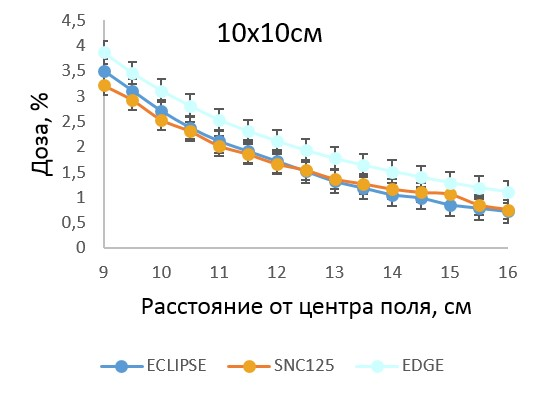 10х10см
4,5
4
3,5
3
2,5
2
1,5
1
0,5
0
Доза, %
9 10 11 12 13 14 15 16
Расстояние от центра поля, см
ECLIPSE SNC125 EDGE